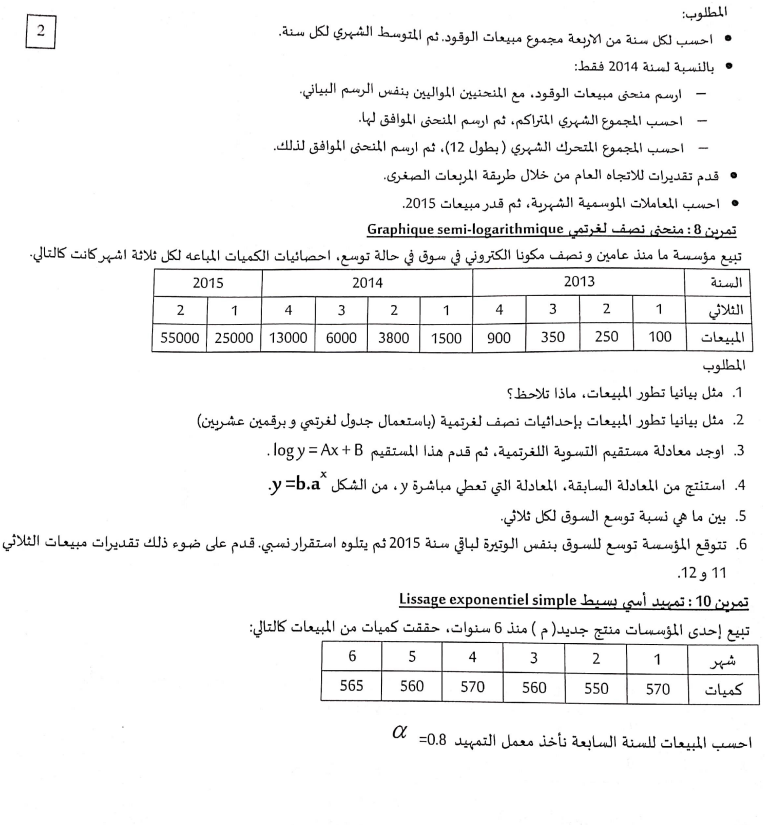 2
المطلوب:
• احسب لكل سنة من الاربعة مجموع مبيعات الوقود. ثم المتوسط الشهري لكل سنة.
• بالنسبة لسنة 2014 فقط:
– ارسم منحنى مبيعات الوقود، مع المنحنيين المواليين بنفس الرسم البياني.
– احسب المجموع الشهري المتراكم، ثم ارسم المنحنى الموافق لها.
– احسب المجموع المتحرك الشهري (بطول 12)، ثم ارسم المنحنى الموافق لذلك.
• قدم تقديرات للاتجاه العام من خلال طريقة المربعات الصغرى.
• احسب المعاملات الموسمية الشهرية، ثم قدر مبيعات 2015.
تمرين 8 : منحنى نصف لغرتمي Graphique semi-logarithmique
تبيع مؤسسة ما منذ عامين و نصف مكونا الكتروني في سوق في حالة توسع، احصائيات الكميات المباعه لكل ثلاثة اشهر كانت كالتالي.
السنة 2013 2014 2015
الثلاثي 1 2 3 4 1 2 3 4 1 2
المبيعات 100 250 350 900 1500 3800 6000 13000 25000 55000
المطلوب
1. مثل بيانيا تطور المبيعات، ماذا تلاحظ؟
2. مثل بيانيا تطور المبيعات بإحداثيات نصف لغرتمية (باستعمال جدول لغرتمي و برقمين عشريين)
3. اوجد معادلة مستقيم التسوية اللغرتمية، ثم قدم هذا المستقيم log y = Ax + B .
4. استنتج من المعادلة السابقة، المعادلة التي تعطي مباشرة y، من الشكل y =b.a^x.
5. بين ما هي نسبة توسع السوق لكل ثلاثي.
6. تتوقع المؤسسة توسع للسوق بنفس الوتيرة لباقي سنة 2015 ثم يتلوه استقرار نسبي. قدم على ضوء ذلك تقديرات مبيعات الثلاثي
11 و 12.
تمرين 10 : تمهيد أسي بسيط Lissage exponentiel simple
تبيع إحدى المؤسسات منتج جديد( م ) منذ 6 سنوات، حققت كميات من المبيعات كالتالي:
شهر 1 2 3 4 5 6
كميات 570 550 560 570 560 565
احسب المبيعات للسنة السابعة نأخذ معمل التمهيد 0.8= α